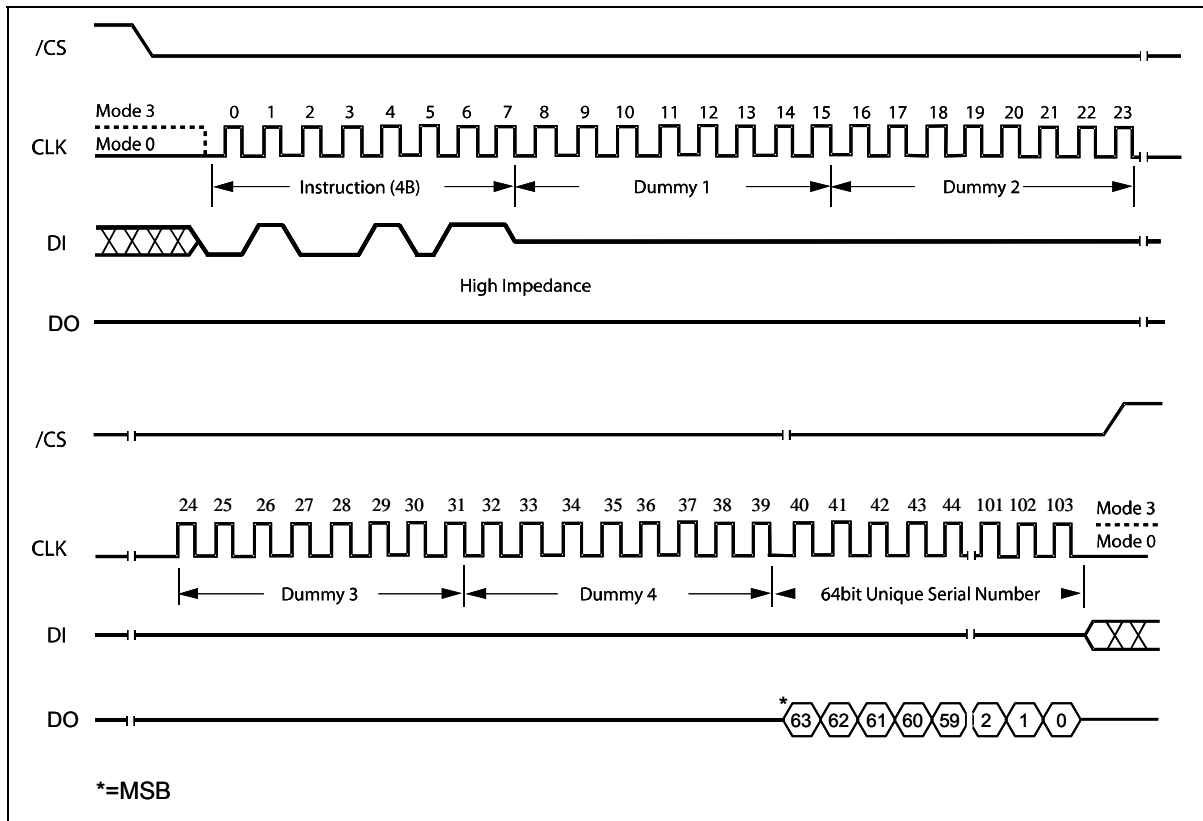 /CS
Mode 3
0 1 2 3 4 5 6 7 8 9 10 11 12 13 14 15 16 17 18 19 20 21 22 23
CLK
Mode 0
Instruction (4B) Dummy 1 Dummy 2
DI
High Impedance
DO
/CS
24 25 26 27 28 29 30 31 32 33 34 35 36 37 38 39 40 41 42 43 44 101 102 103
Mode 3
CLK
Mode 0
Dummy 3 Dummy 4 64bit Unique Serial Number
DI
*
DO 63 62 61 60 59 2 1 0
*=MSB